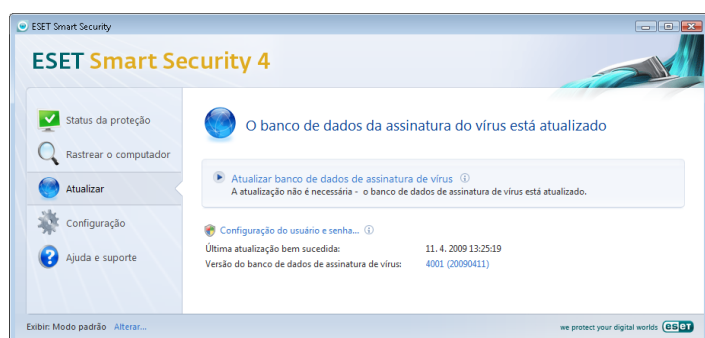 ESET Smart Security
ESET Smart Security 4
Status da proteção
Rastrear o computador
Atualizar
Configuração
Ajuda e suporte
O banco de dados da assinatura do vírus está atualizado
Atualizar banco de dados de assinatura de vírus
A atualização não é necessária - o banco de dados de assinatura de vírus está atualizado.
Configuração do usuário e senha...
Última atualização bem sucedida: 11. 4. 2009 13:25:19
Versão do banco de dados de assinatura de vírus: 4001 (20090411)
Exibir: Modo padrão Alterar...
we protect your digital worlds eset